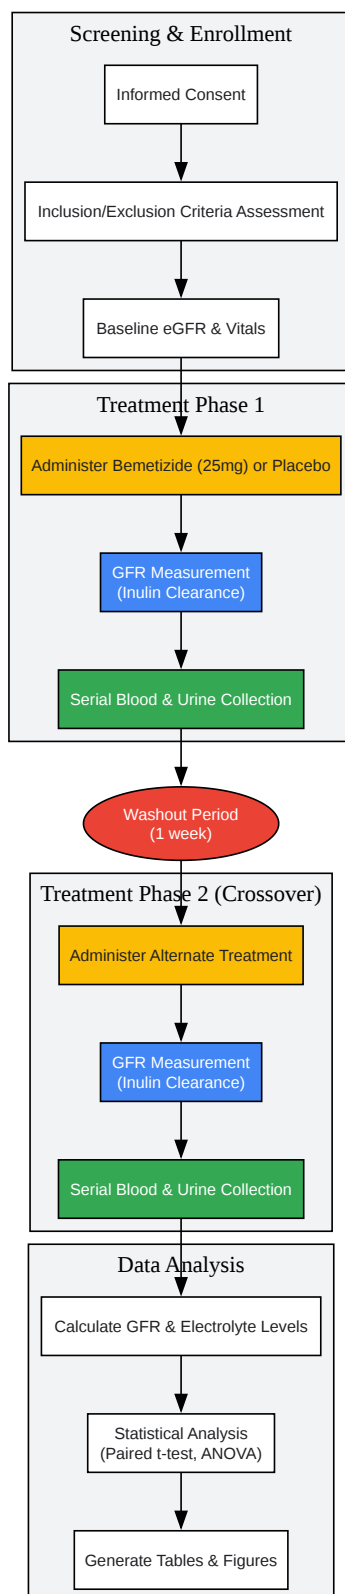 Screening & Enrollment
Informed Consent
Inclusion/Exclusion Criteria Assessment
Baseline eGFR & Vitals
Treatment Phase 1
Administer Bemetizide (25mg) or Placebo
GFR Measurement
(Inulin Clearance)
Serial Blood & Urine Collection
Washout Period
(1 week)
Treatment Phase 2 (Crossover)
Administer Alternate Treatment
GFR Measurement
(Inulin Clearance)
Serial Blood & Urine Collection
Data Analysis
Calculate GFR & Electrolyte Levels
Statistical Analysis
(Paired t-test, ANOVA)
Generate Tables & Figures